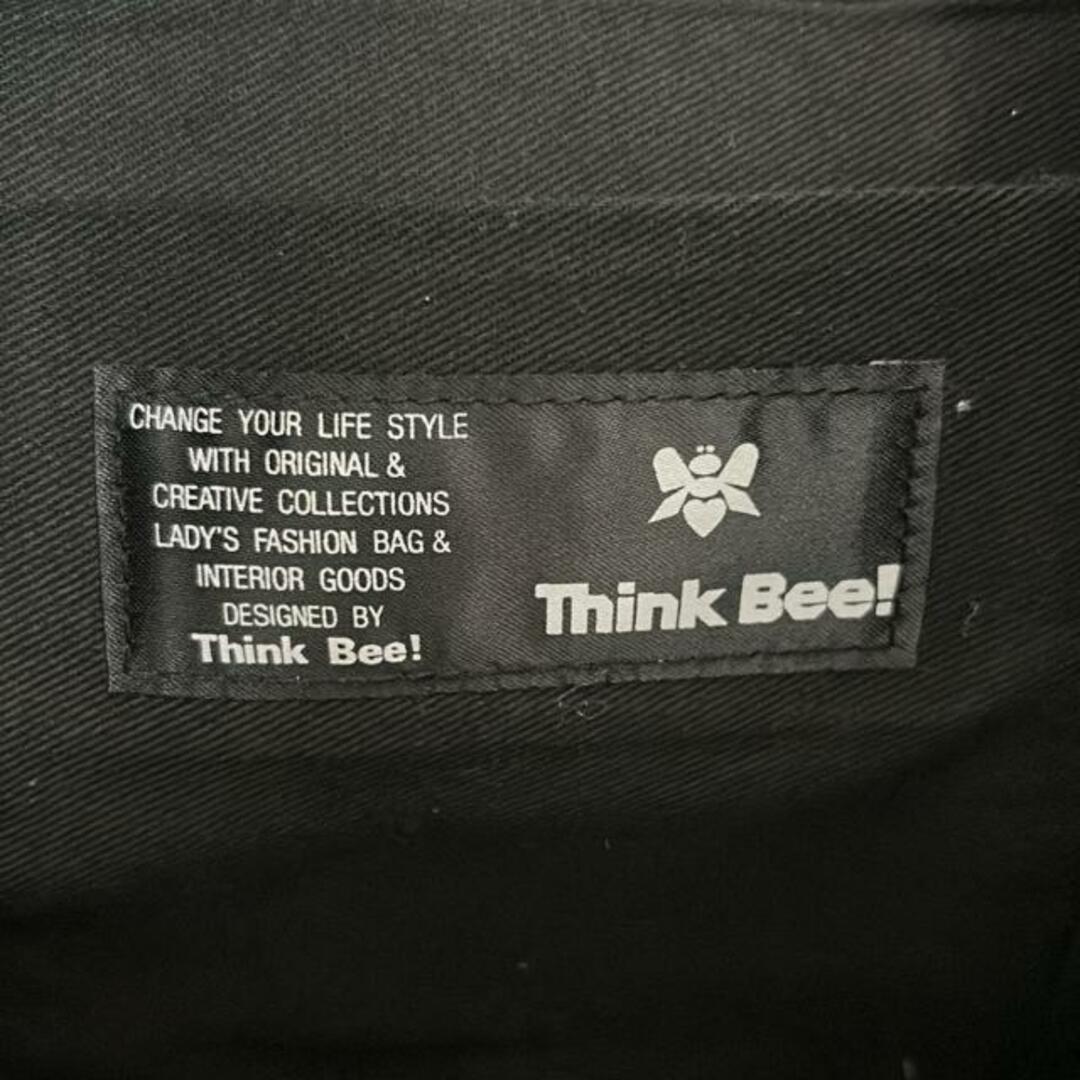 CHANGE YOUR LIFE STYLE
WITH ORIGINAL &
CREATIVE COLLECTIONS
LADY'S FASHION BAG &
INTERIOR GOODS
DESIGNED BY
Think Bee!
Think Bee!